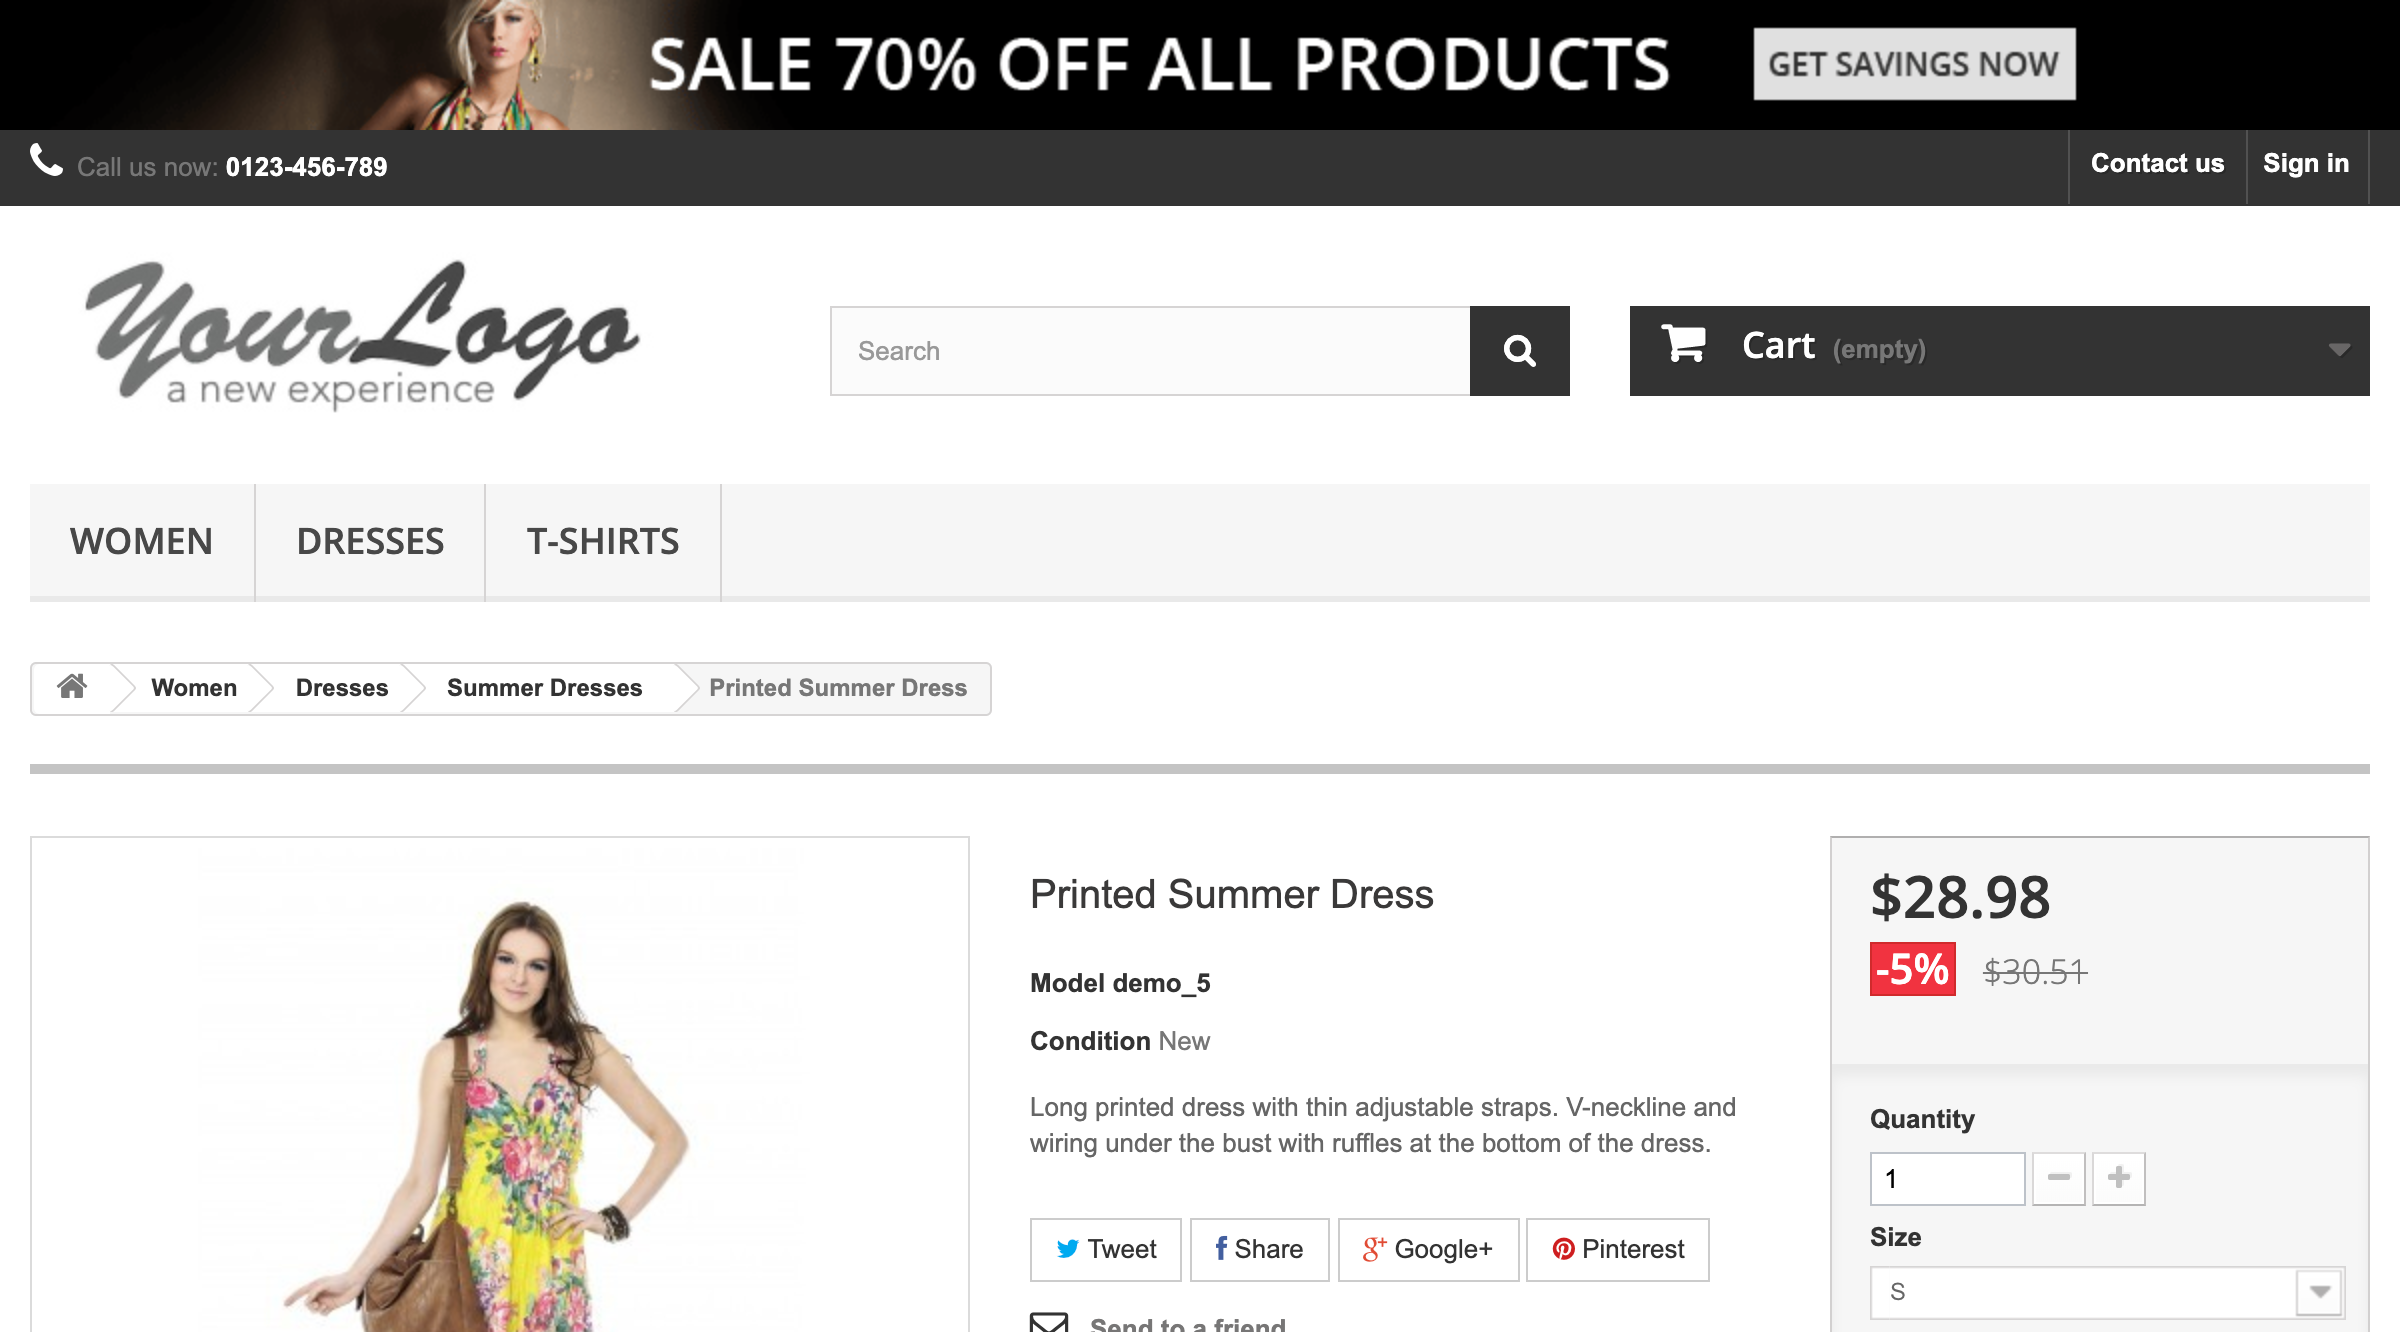 SALE 70% OFF ALL PRODUCTS
GET SAVINGS NOW
Call us now: 0123-456-789
Contact us
Sign in
YourLogo
a new experience
Search
Cart (empty)
WOMEN
DRESSES
T-SHIRTS
Women
Dresses
Summer Dresses
Printed Summer Dress
Printed Summer Dress
Model demo_5
Condition New
Long printed dress with thin adjustable straps. V-neckline and
wiring under the bust with ruffles at the bottom of the dress.
Tweet
Share
Google+
Pinterest
Send to a friend
$28.98
-5% $30.51
Quantity
1
Size
S